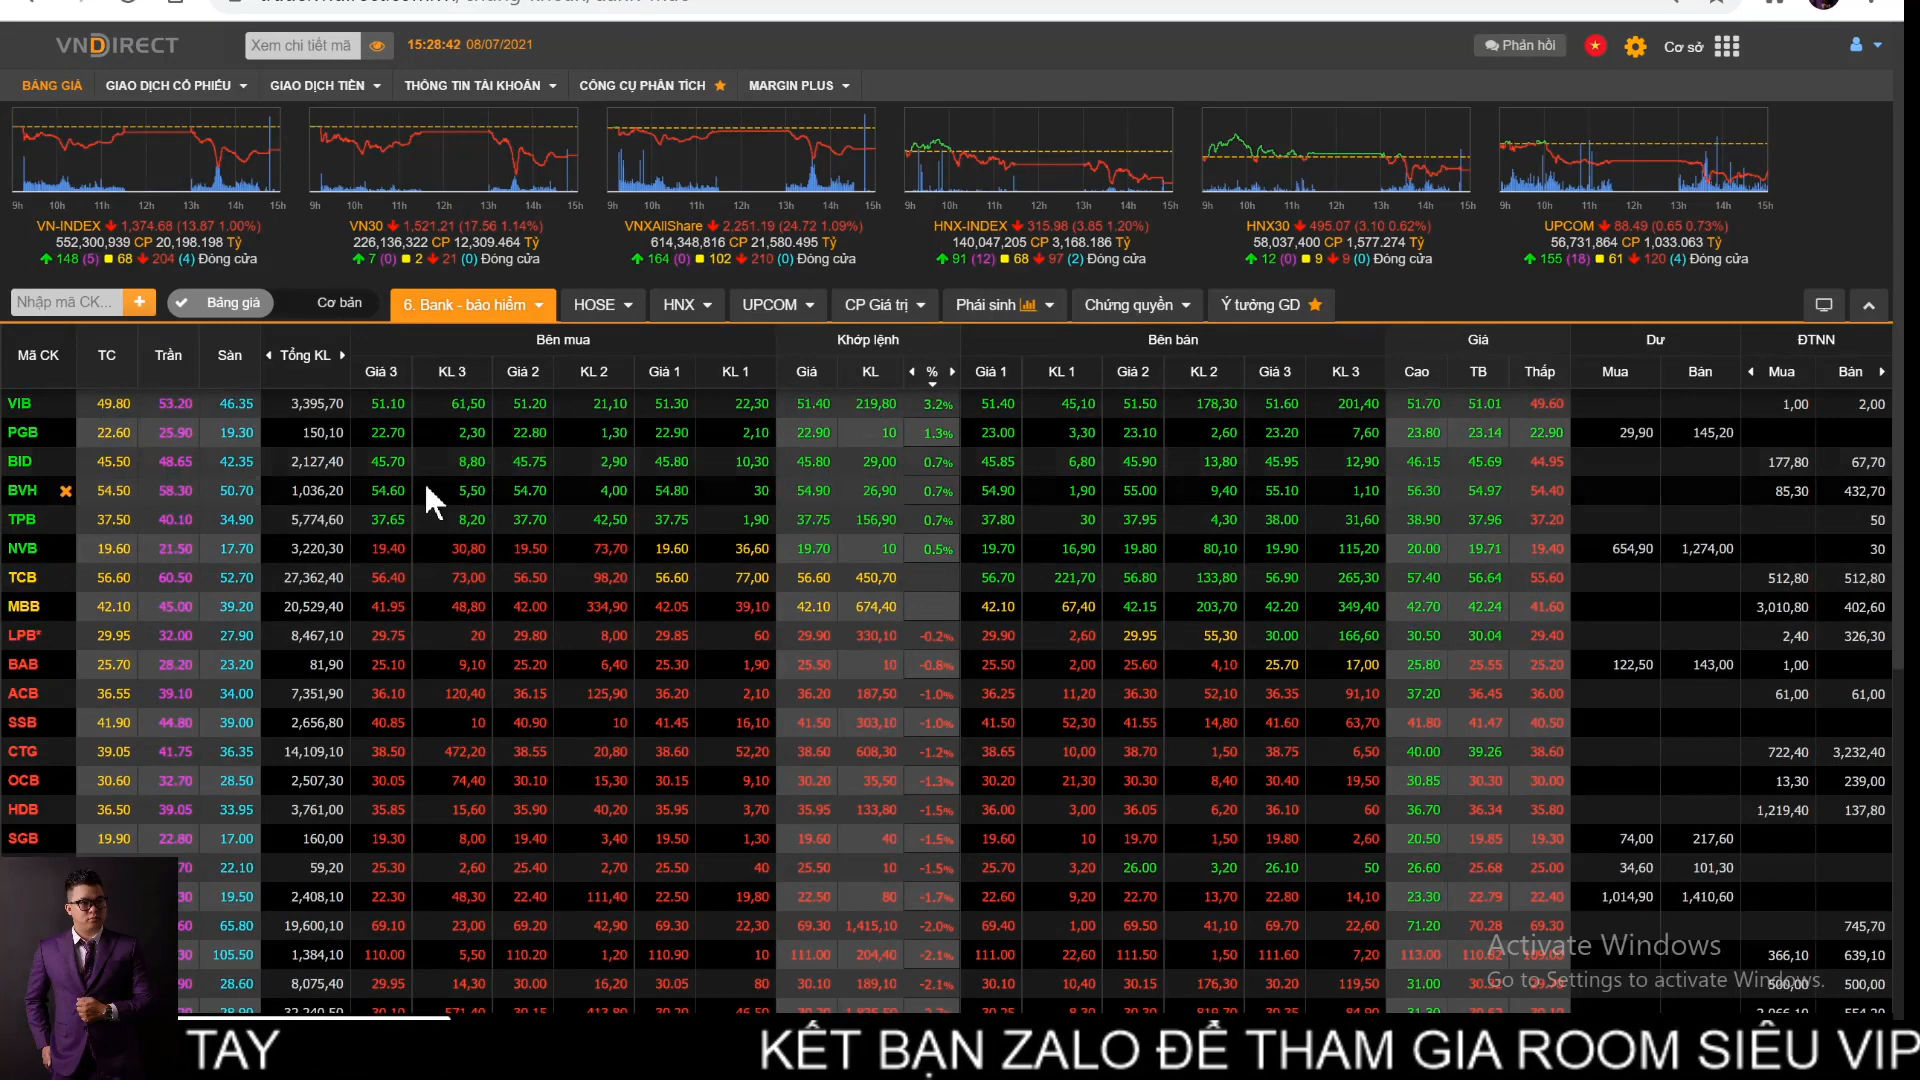 VNDIRECT Xem chi tiết mã 15:28:42 08/07/2021 Phản hồi Cơ sở
BẢNG GIÁ GIAO DỊCH CỔ PHIẾU GIAO DỊCH TIỀN THÔNG TIN TÀI KHOẢN CÔNG CỤ PHÂN TÍCH MARGIN PLUS
9h 10h 11h 12h 13h 14h 15h 9h 10h 11h 12h 13h 14h 15h 9h 10h 11h 12h 13h 14h 15h 9h 10h 11h 12h 13h 14h 15h 9h 10h 11h 12h 13h 14h 15h 9h 10h 11h 12h 13h 14h 15h
VN-INDEX 1,374.68 (13.87 1.00%) VN30 1,521.21 (17.56 1.14%) VNXAllShare 2,251.19 (24.72 1.09%) HNX-INDEX 315.98 (3.85 1.20%) HNX30 495.07 (3.10 0.62%) UPCOM 88.49 (0.65 0.73%)
552,300,939 CP 20,198.198 Tỷ 226,136,322 CP 12,309.464 Tỷ 614,348,816 CP 21,580.495 Tỷ 140,047,205 CP 3,168.186 Tỷ 58,037,400 CP 1,577.274 Tỷ 56,731,864 CP 1,033.063 Tỷ
148 (5) 68 204 (4) Đóng cửa 7 (0) 2 21 (0) Đóng cửa 164 (0) 102 210 (0) Đóng cửa 91 (12) 68 97 (2) Đóng cửa 12 (0) 9 9 (0) Đóng cửa 155 (18) 61 120 (4) Đóng cửa
Nhập mã CK... + Bảng giá Cơ bản 6. Bank - bảo hiểm HOSE HNX UPCOM CP Giá trị Phái sinh Chứng quyền Ý tưởng GD
Mã CK TC Trần Sàn Tổng KL Bên mua Khớp lệnh Bên bán Giá Dư ĐTNN
Giá 3 KL 3 Giá 2 KL 2 Giá 1 KL 1 Giá KL % Giá 1 KL 1 Giá 2 KL 2 Giá 3 KL 3 Cao TB Thấp Mua Bán Mua Bán
VIB 49.80 53.20 46.35 3,395,70 51.10 61,50 51.20 21,10 51.30 22,30 51.40 219,80 3.2% 51.40 45,10 51.50 178,30 51.60 201,40 51.70 51.01 49.60 1,00 2,00
PGB 22.60 25.90 19.30 150,10 22.70 2,30 22.80 1,30 22.90 2,10 22.90 10 1.3% 23.00 3,30 23.10 2,60 23.20 7,60 23.80 23.14 22.90 29,90 145,20
BID 45.50 48.65 42.35 2,127,40 45.70 8,80 45.75 2,90 45.80 10,30 45.80 29,00 0.7% 45.85 6,80 45.90 13,80 45.95 12,90 46.15 45.69 44.95 177,80 67,70
BVH 54.50 58.30 50.70 1,036,20 54.60 5,50 54.70 4,00 54.80 30 54.90 26,90 0.7% 54.90 1,90 55.00 9,40 55.10 1,10 56.30 54.97 54.40 85,30 432,70
TPB 37.50 40.10 34.90 5,774,60 37.65 8,20 37.70 42,50 37.75 1,90 37.75 156,90 0.7% 37.80 30 37.95 4,30 38.00 31,60 38.90 37.96 37.20 50
NVB 19.60 21.50 17.70 3,220,30 19.40 30,80 19.50 73,70 19.60 36,60 19.70 10 0.5% 19.70 16,90 19.80 80,10 19.90 115,20 20.00 19.71 19.40 654,90 1,274,00 30
TCB 56.60 60.50 52.70 27,362,40 56.40 73,00 56.50 98,20 56.60 77,00 56.60 450,70 56.70 221,70 56.80 133,80 56.90 265,30 57.40 56.64 55.60 512,80 512,80
MBB 42.10 45.00 39.20 20,529,40 41.95 48,80 42.00 334,90 42.05 39,10 42.10 674,40 42.10 67,40 42.15 203,70 42.20 349,40 42.70 42.24 41.60 3,010,80 402,60
LPB* 29.95 32.00 27.90 8,467,10 29.75 20 29.80 8,00 29.85 60 29.90 330,10 -0.2% 29.90 2,60 29.95 55,30 30.00 166,60 30.50 30.04 29.40 2,40 326,30
BAB 25.70 28.20 23.20 81,90 25.10 9,10 25.20 6,40 25.30 1,90 25.50 10 -0.8% 25.50 2,00 25.60 4,10 25.70 17,00 25.80 25.55 25.20 122,50 143,00 1,00
ACB 36.55 39.10 34.00 7,351,90 36.10 120,40 36.15 125,90 36.20 2,10 36.20 187,50 -1.0% 36.25 11,20 36.30 52,10 36.35 91,10 37.20 36.45 36.00 61,00 61,00
SSB 41.90 44.80 39.00 2,656,80 40.85 10 40.90 10 41.45 16,10 41.50 303,10 -1.0% 41.50 52,30 41.55 14,80 41.60 63,70 41.80 41.47 40.50
CTG 39.05 41.75 36.35 14,109,10 38.50 472,20 38.55 20,80 38.60 52,20 38.60 608,30 -1.2% 38.65 10,00 38.70 1,50 38.75 6,50 40.00 39.26 38.60 722,40 3,232,40
OCB 30.60 32.70 28.50 2,507,30 30.05 74,40 30.10 15,30 30.15 9,10 30.20 35,50 -1.3% 30.20 21,30 30.30 8,40 30.40 19,50 30.85 30.30 30.00 13,30 239,00
HDB 36.50 39.05 33.95 3,761,00 35.85 15,60 35.90 40,20 35.95 3,70 35.95 133,80 -1.5% 36.00 3,00 36.05 6,20 36.10 60 36.70 36.34 35.80 1,219,40 137,80
SGB 19.90 22.80 17.00 160,00 19.30 8,00 19.40 3,40 19.50 1,30 19.60 40 -1.5% 19.60 10 19.70 1,50 19.80 2,60 20.50 19.85 19.30 74,00 217,60
70 22.10 59,20 25.30 2,60 25.40 2,70 25.50 40 25.50 10 -1.5% 25.70 3,20 26.00 3,20 26.10 50 26.60 25.68 25.00 34,60 101,30
30 19.50 2,408,10 22.30 48,30 22.40 111,40 22.50 19,80 22.50 80 -1.7% 22.60 9,20 22.70 13,70 22.80 14,10 23.30 22.79 22.40 1,014,90 1,410,60
60 65.80 19,600,10 69.10 23,00 69.20 42,90 69.30 22,30 69.30 1,415,10 -2.0% 69.40 1,00 69.50 41,10 69.70 22,60 71.20 70.28 69.30 745,70
30 105.50 1,384,10 110.00 5,50 110.20 1,20 110.90 10 111.00 204,40 -2.1% 111.00 22,60 111.50 1,50 111.60 7,20 113.00 366,10 639,10
90 28.60 8,075,40 29.95 14,30 30.00 16,20 30.05 80 30.10 189,10 -2.1% 30.10 10,40 30.15 176,30 30.20 119,50 31.00 500,00 500,00
Activate Windows
Go to Settings to activate Windows.
TAY KẾT BẠN ZALO ĐỂ THAM GIA ROOM SIÊU VIP